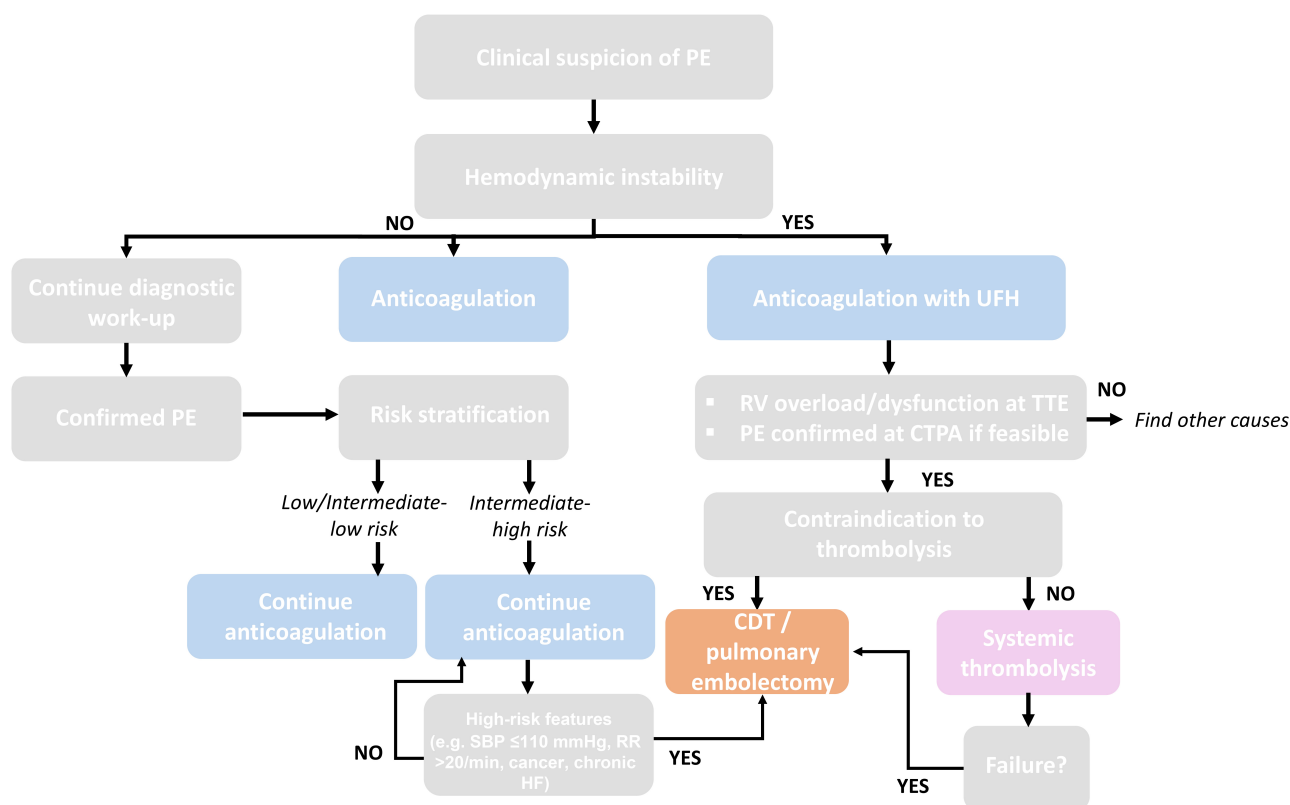 Clinical suspicion of PE
Hemodynamic instability
NO
YES
Continue diagnostic
work-up
Anticoagulation
Anticoagulation with UFH
Confirmed PE
Risk stratification
▪ RV overload/dysfunction at TTE
▪ PE confirmed at CTPA if feasible
NO
Find other causes
YES
Low/Intermediate-
low risk
Intermediate-
high risk
Contraindication to
thrombolysis
YES
NO
Continue
anticoagulation
Continue
anticoagulation
CDT /
pulmonary
embolectomy
Systemic
thrombolysis
High-risk features
(e.g. SBP ≤110 mmHg, RR
>20/min, cancer, chronic
HF)
NO
YES
Failure?
YES